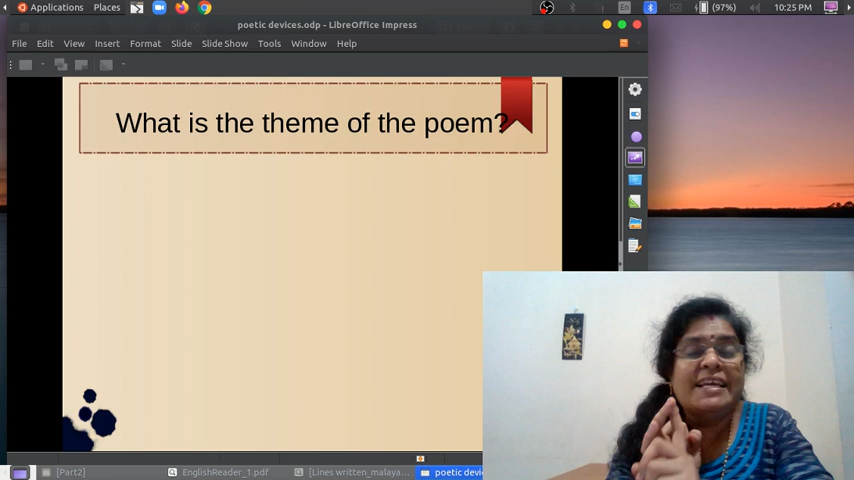 Applications Places En (97%) 10:25 PM
poetic devices.odp - LibreOffice Impress
File Edit View Insert Format Slide Slide Show Tools Window Help
What is the theme of the poem?
[Part2] EnglishReader_1.pdf [Lines written_malaya... poetic devi